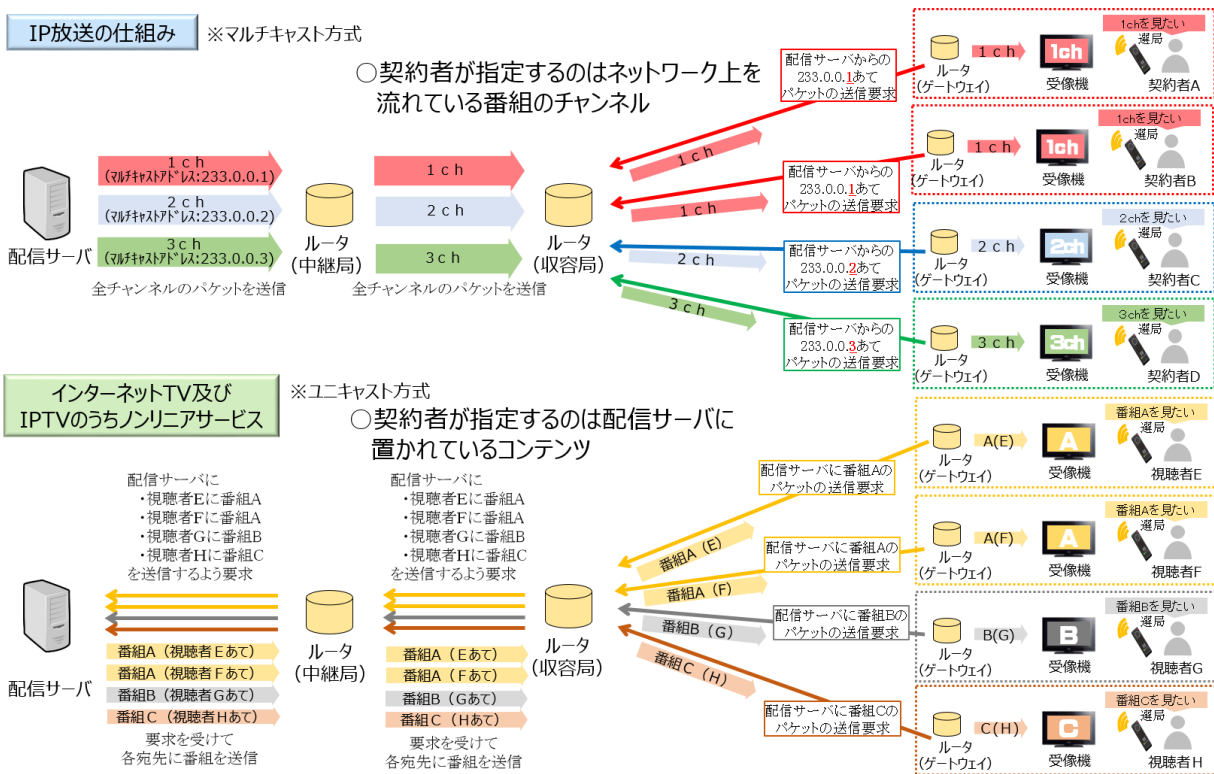 IP放送の仕組み
※マルチキャスト方式
○契約者が指定するのはネットワーク上を
流れている番組のチャンネル
配信サーバ
1ch
(マルチキャストアドレス:233.0.0.1)
2ch
(マルチキャストアドレス:233.0.0.2)
3ch
(マルチキャストアドレス:233.0.0.3)
全チャンネルのパケットを送信
ルータ
(中継局)
1ch
2ch
3ch
全チャンネルのパケットを送信
ルータ
(収容局)
1ch
1ch
2ch
3ch
配信サーバからの
233.0.0.1あて
パケットの送信要求
配信サーバからの
233.0.0.1あて
パケットの送信要求
配信サーバからの
233.0.0.2あて
パケットの送信要求
配信サーバからの
233.0.0.3あて
パケットの送信要求
ルータ
(ゲートウェイ)
1ch
1ch
受像機
1chを見たい
選局
契約者A
ルータ
(ゲートウェイ)
1ch
1ch
受像機
1chを見たい
選局
契約者B
ルータ
(ゲートウェイ)
2ch
2ch
受像機
2chを見たい
選局
契約者C
ルータ
(ゲートウェイ)
3ch
3ch
受像機
3chを見たい
選局
契約者D
インターネットTV及び
IPTVのうちノンリニアサービス
※ユニキャスト方式
○契約者が指定するのは配信サーバに
置かれているコンテンツ
配信サーバに
・視聴者Eに番組A
・視聴者Fに番組A
・視聴者Gに番組B
・視聴者Hに番組C
を送信するよう要求
配信サーバに
・視聴者Eに番組A
・視聴者Fに番組A
・視聴者Gに番組B
・視聴者Hに番組C
を送信するよう要求
配信サーバ
番組A(視聴者Eあて)
番組A(視聴者Fあて)
番組B(視聴者Gあて)
番組C(視聴者Hあて)
要求を受けて
各宛先に番組を送信
ルータ
(中継局)
番組A(Eあて)
番組A(Fあて)
番組B(Gあて)
番組C(Hあて)
要求を受けて
各宛先に番組を送信
ルータ
(収容局)
番組A(E)
番組A(F)
番組B(G)
番組C(H)
配信サーバに番組Aの
パケットの送信要求
配信サーバに番組Aの
パケットの送信要求
配信サーバに番組Bの
パケットの送信要求
配信サーバに番組Cの
パケットの送信要求
ルータ
(ゲートウェイ)
A(E)
A
受像機
番組Aを見たい
選局
視聴者E
ルータ
(ゲートウェイ)
A(F)
A
受像機
番組Aを見たい
選局
視聴者F
ルータ
(ゲートウェイ)
B(G)
B
受像機
番組Bを見たい
選局
視聴者G
ルータ
(ゲートウェイ)
C(H)
C
受像機
番組Cを見たい
選局
視聴者H